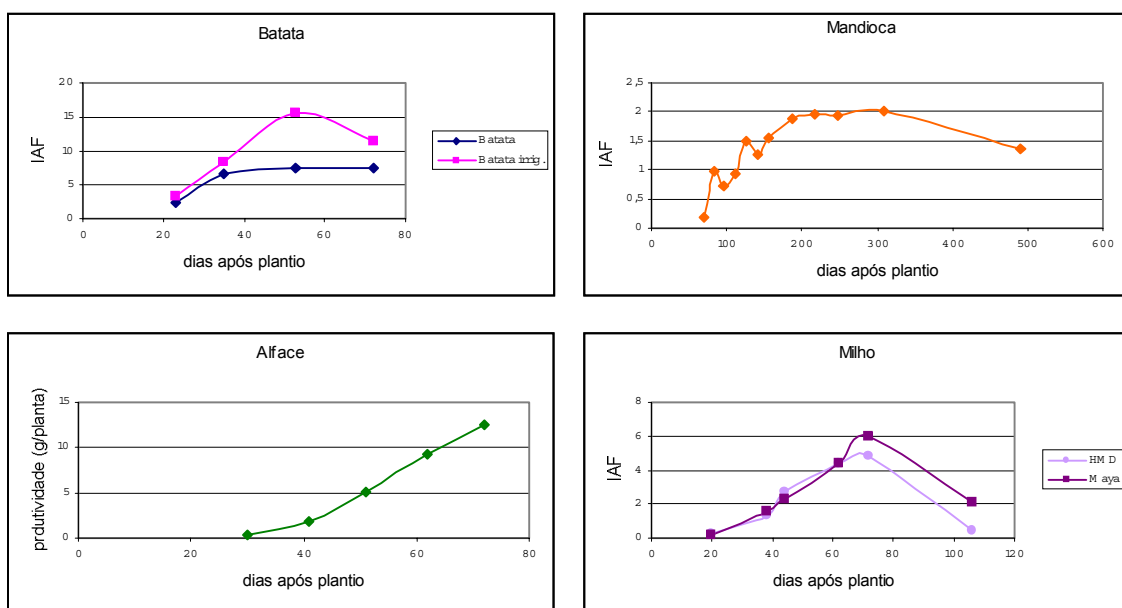 Batata
IAF
20
15
10
5
0
0 20 40 60 80
dias após plantio
Batata
Batata irrig.
Mandioca
IAF
2,5
2
1,5
1
0,5
0
0 100 200 300 400 500 600
dias após plantio
Alface
prdutividade (g/planta)
15
10
5
0
0 20 40 60 80
dias após plantio
Milho
IAF
8
6
4
2
0
0 20 40 60 80 100 120
dias após plantio
HMD
Maya